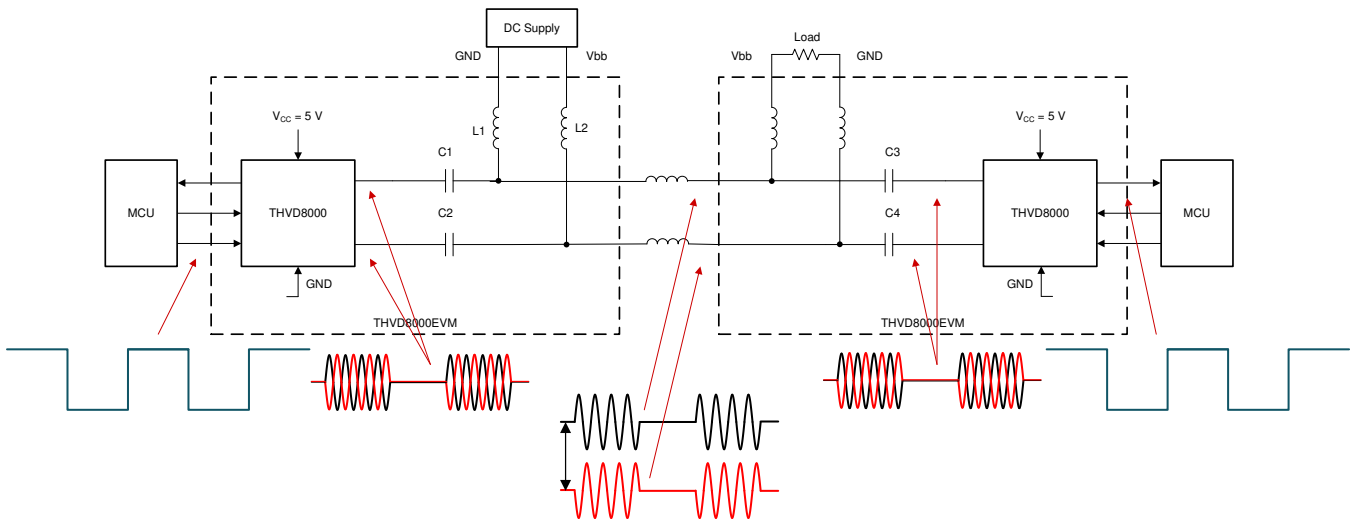 DC Supply
GND
Vbb
Load
Vbb
GND
VCC = 5 V
L1
L2
VCC = 5 V
C1
C3
MCU
THVD8000
THVD8000
MCU
C2
C4
GND
GND
THVD8000EVM
THVD8000EVM